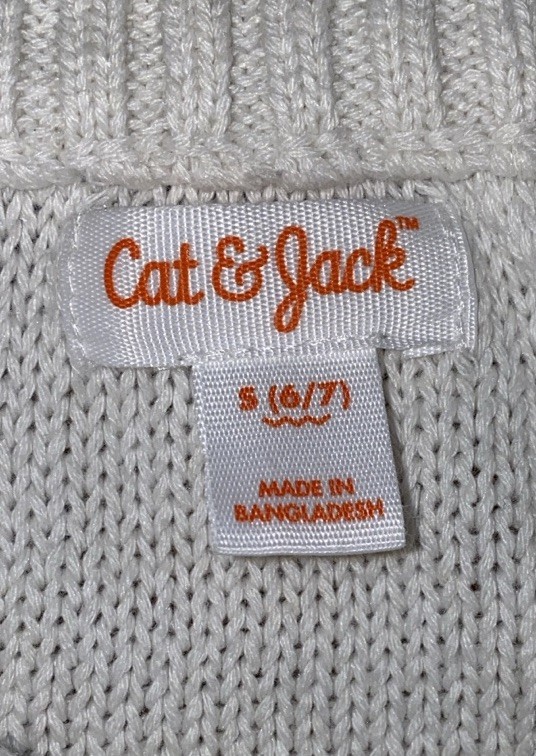 Cat & Jack™
S (6/7)
MADE IN
BANGLADESH